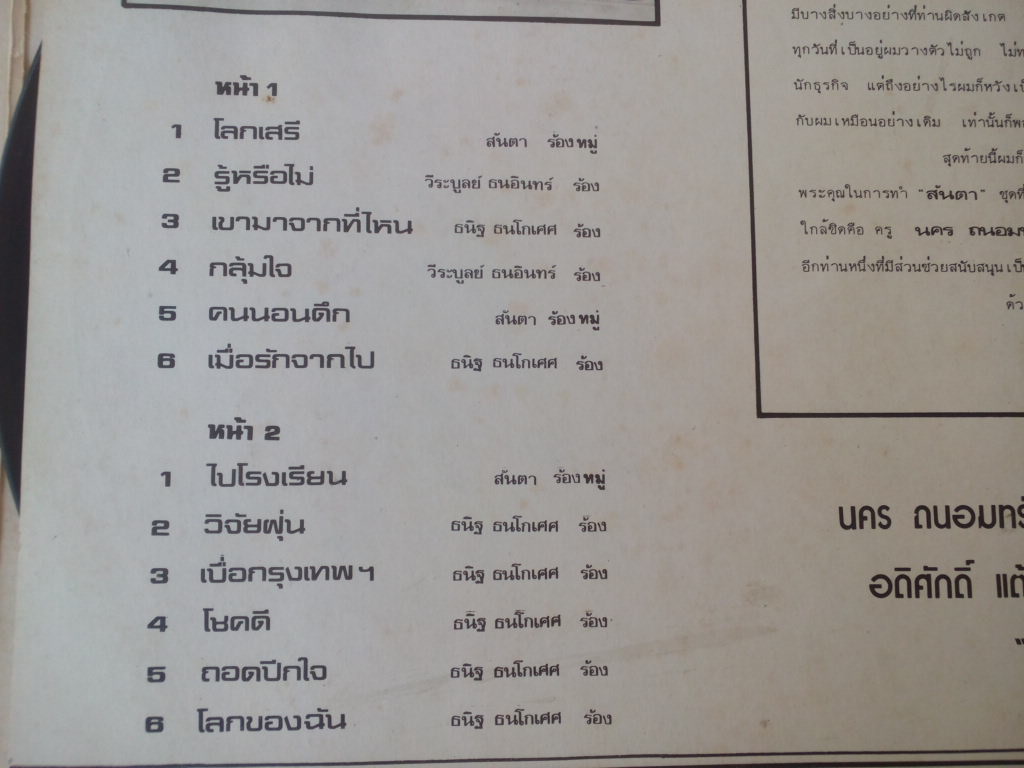 หน้า 1
1 โลกเสรี สันตา ร้องหมู่
2 รู้หรือไม่ วีระบูลย์ ธนอินทร์ ร้อง
3 เขามาจากที่ไหน ธนิฐ ธนโกเศศ ร้อง
4 กลุ้มใจ วีระบูลย์ ธนอินทร์ ร้อง
5 คนนอนดึก สันตา ร้องหมู่
6 เมื่อรักจากไป ธนิฐ ธนโกเศศ ร้อง
หน้า 2
1 ไปโรงเรียน สันตา ร้องหมู่
2 วิจัยฝุ่น ธนิฐ ธนโกเศศ ร้อง
3 เบื่อกรุงเทพฯ ธนิฐ ธนโกเศศ ร้อง
4 โชคดี ธนิฐ ธนโกเศศ ร้อง
5 ถอดปีกใจ ธนิฐ ธนโกเศศ ร้อง
6 โลกของฉัน ธนิฐ ธนโกเศศ ร้อง
มีบางสิ่งบางอย่างที่ท่านผิดสังเกต
ทุกวันที่เป็นอยู่ผมวางตัวไม่ถูก
นักธุรกิจ แต่ถึงอย่างไรผมก็หวัง
กับผมเหมือนอย่างเดิม เท่านั้นก็
สุดท้ายนี้ผมก็
พระคุณในการทำ "สันตา" ชุดที่
ใกล้ชิดคือ ครู นคร
อีกท่านหนึ่งที่มีส่วนช่วยสนับสนุน
นคร
อดิศักดิ์